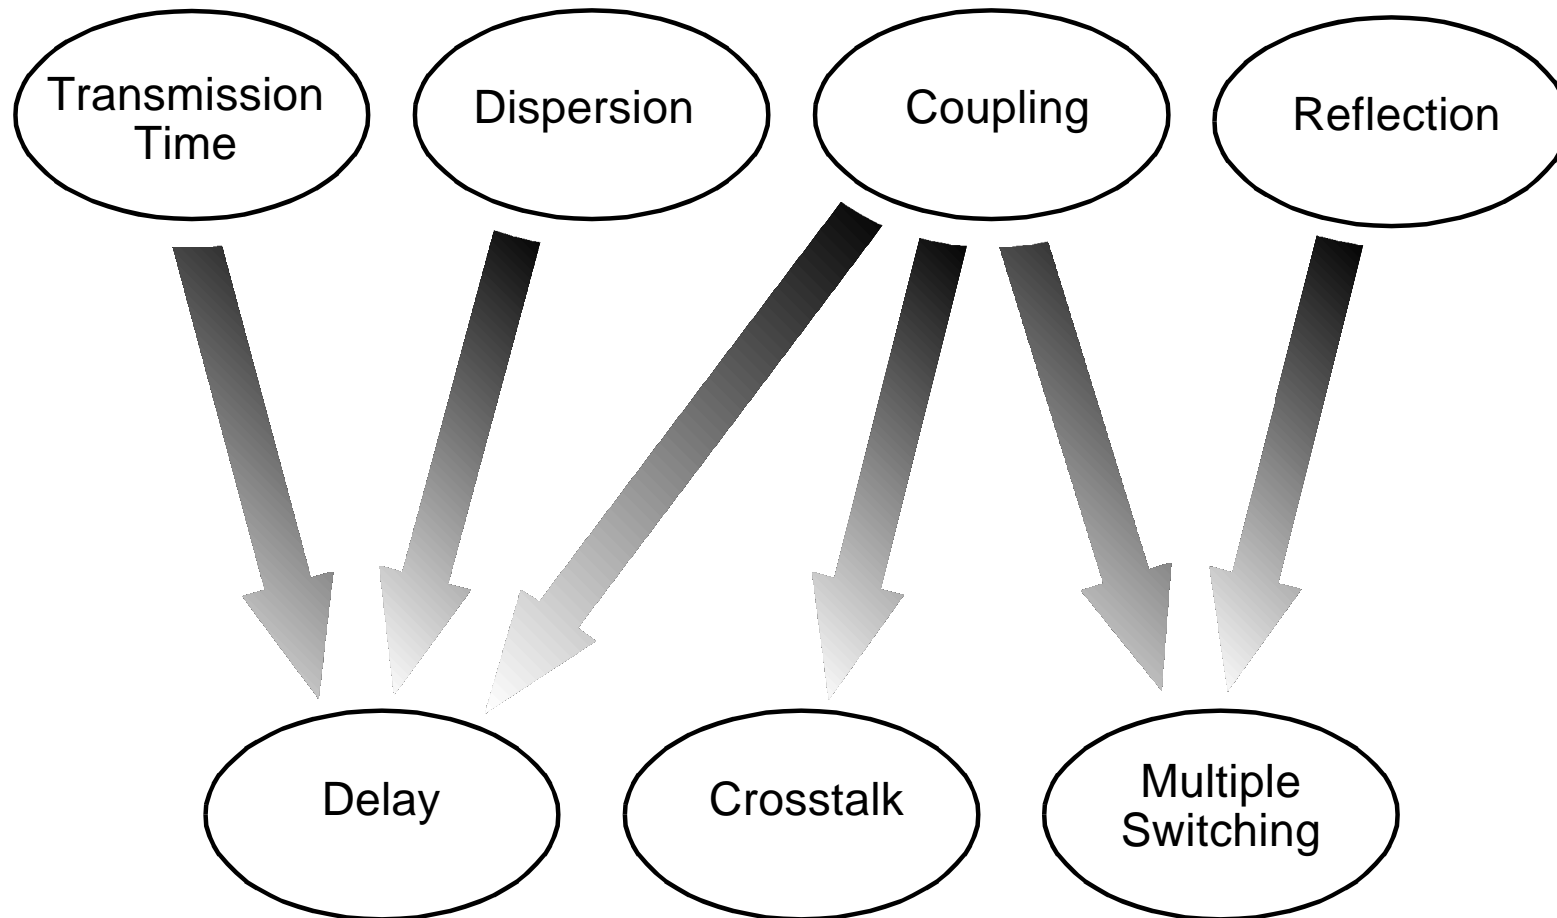 Transmission
Time
Dispersion
Coupling
Reflection
Delay
Crosstalk
Multiple
Switching